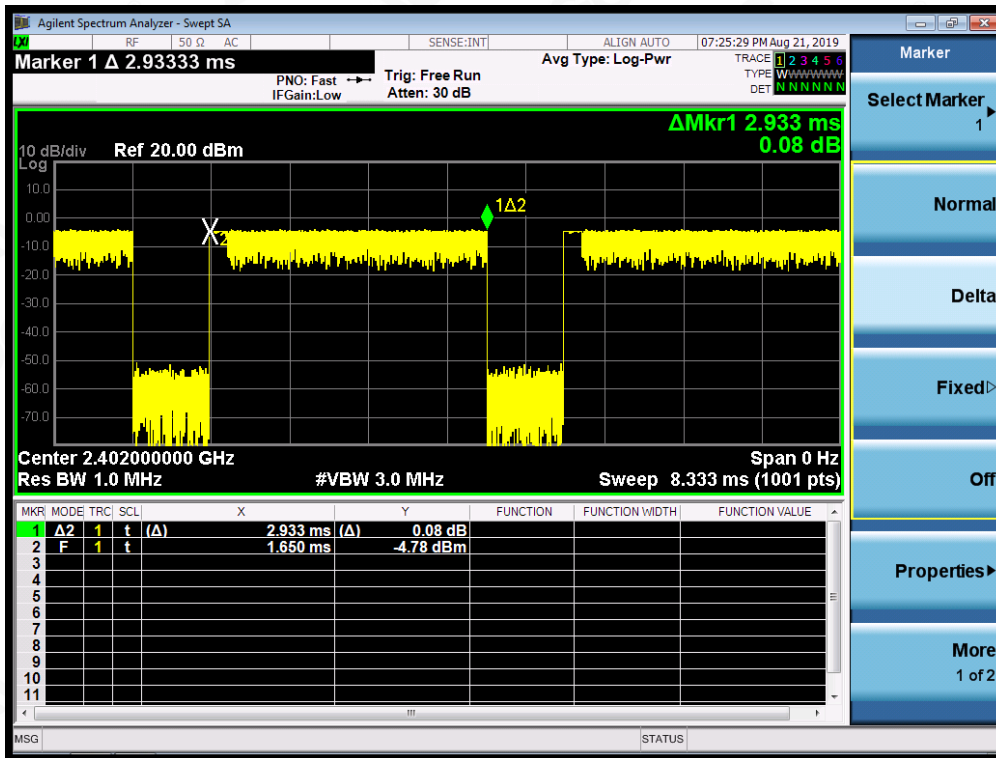 Agilent Spectrum Analyzer - Swept SA
LXI RF 50 Ω AC SENSE:INT ALIGN AUTO 07:25:29 PM Aug 21, 2019
Marker 1 Δ 2.93333 ms
PNO: Fast
IFGain:Low
Trig: Free Run
Atten: 30 dB
Avg Type: Log-Pwr
TRACE 1 2 3 4 5 6
TYPE WWWWWWW
DET N N N N N N
ΔMkr1 2.933 ms
0.08 dB
10 dB/div Ref 20.00 dBm
Log
10.0
0.00
-10.0
-20.0
-30.0
-40.0
-50.0
-60.0
-70.0
X2
1Δ2
Center 2.402000000 GHz Span 0 Hz
Res BW 1.0 MHz #VBW 3.0 MHz Sweep 8.333 ms (1001 pts)
MKR MODE TRC SCL X Y FUNCTION FUNCTION WIDTH FUNCTION VALUE
1 Δ2 1 t (Δ) 2.933 ms (Δ) 0.08 dB
2 F 1 t 1.650 ms -4.78 dBm
3
4
5
6
7
8
9
10
11
MSG STATUS
Marker
Select Marker
1
Normal
Delta
Fixed
Off
Properties
More
1 of 2